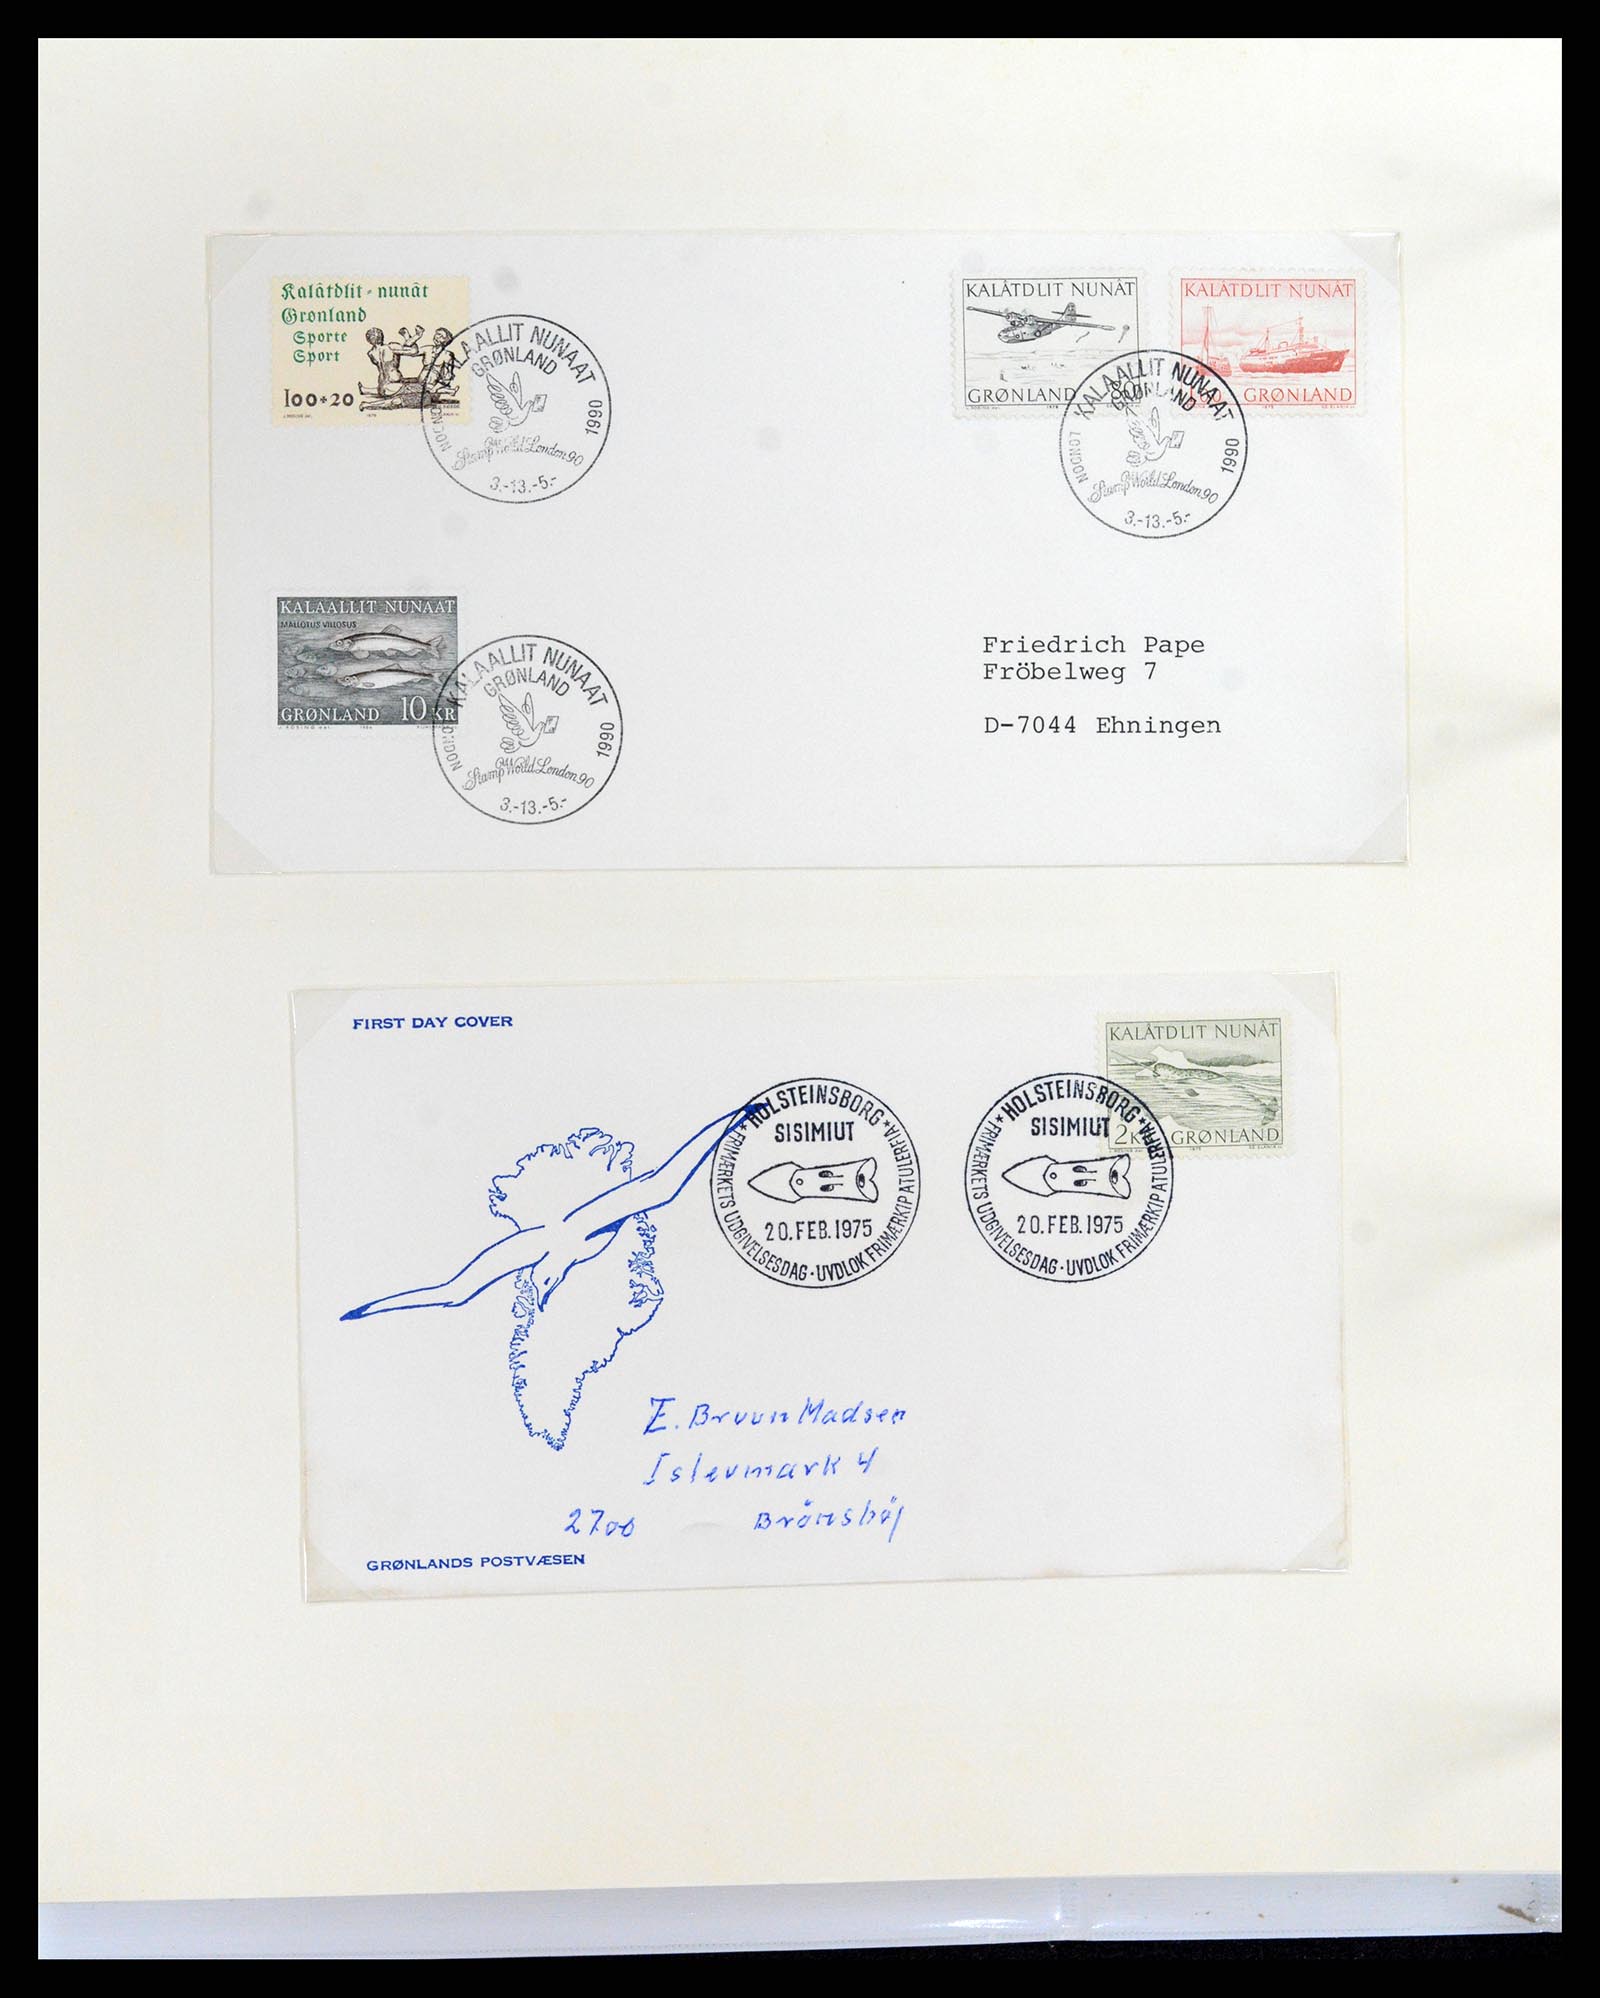 Kalâtdlit-nunât
Grønland
Sporte
Sport
100+20
KALAALLIT NUNAAT
GRØNLAND
LONDON
1990
Stamp World London 90
3.-13.-5.-
KALÂTDLIT NUNÂT
80
GRØNLAND
KALÂTDLIT NUNÂT
GRØNLAND
KALAALLIT NUNAAT
GRØNLAND
LONDON
1990
Stamp World London 90
3.-13.-5.-
KALAALLIT NUNAAT
MALLOTUS VILLOSUS
GRØNLAND 10 KR
KALAALLIT NUNAAT
GRØNLAND
LONDON
1990
Stamp World London 90
3.-13.-5.-
Friedrich Pape
Fröbelweg 7
D-7044 Ehningen
FIRST DAY COVER
KALÂTDLIT NUNÂT
2KR GRØNLAND
HOLSTEINSBORG
SISIMIUT
20.FEB.1975
FRIMÆRKETS UDGIVELSESDAG · UVDLOK FRIMÆRKIP ATULERFIA
HOLSTEINSBORG
SISIMIUT
20.FEB.1975
FRIMÆRKETS UDGIVELSESDAG · UVDLOK FRIMÆRKIP ATULERFIA
E. Bruun Madsen
Islevmark 4
2700 Brönshöj
GRØNLANDS POSTVÆSEN